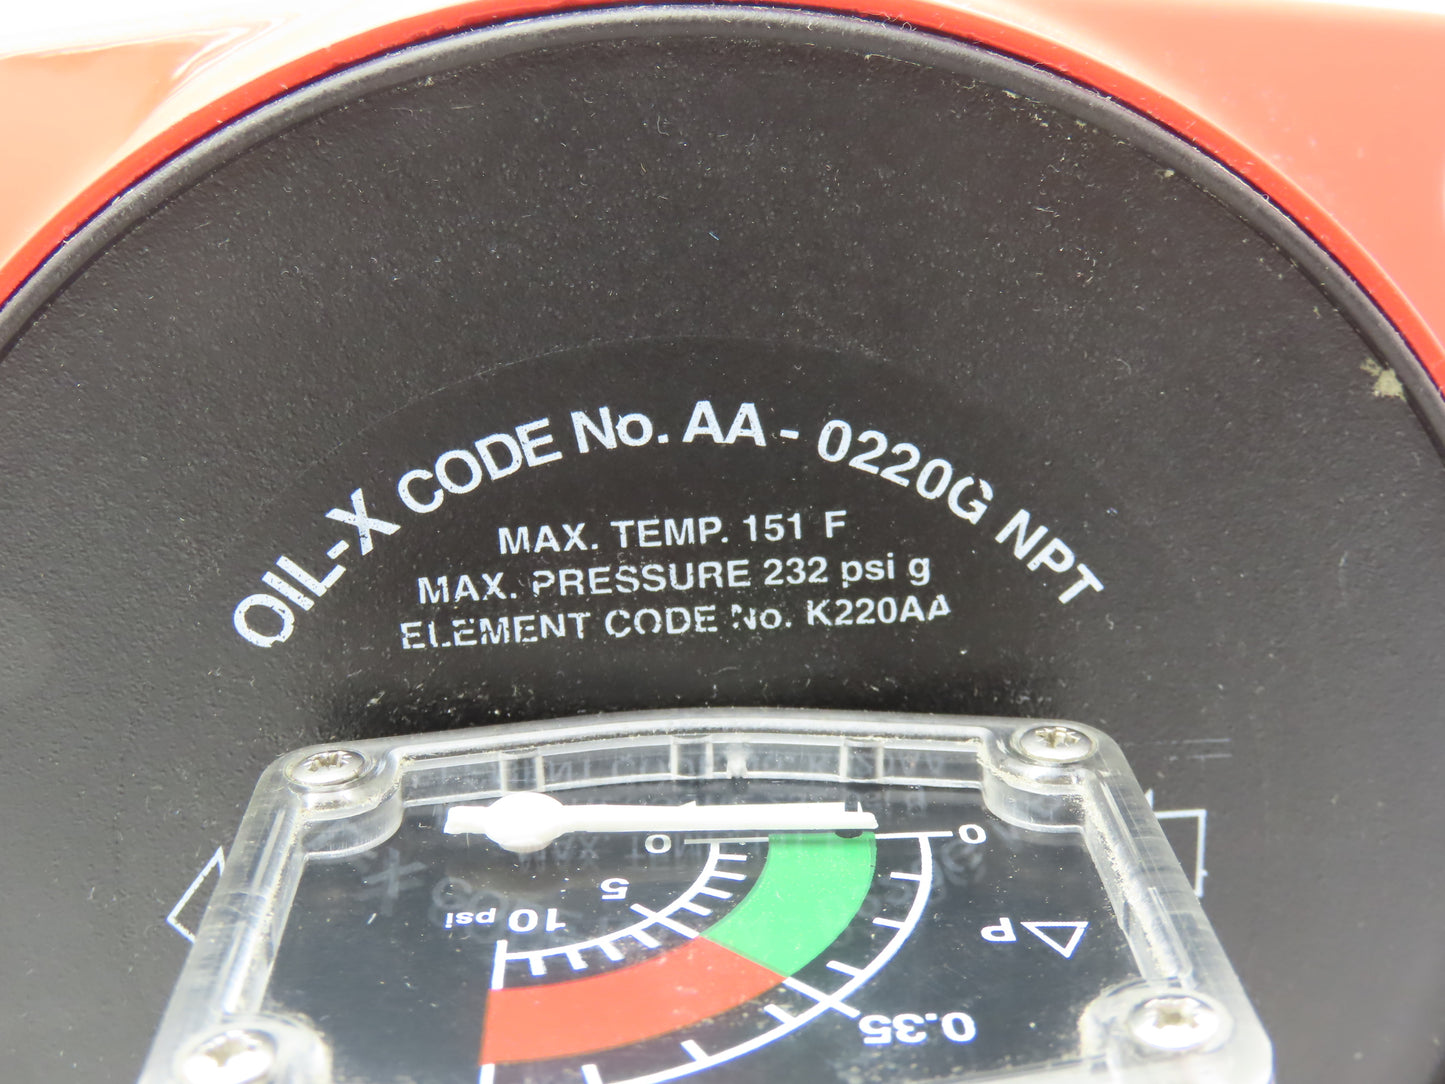 OIL-X CODE No. AA - 0220G NPT
MAX. TEMP. 151 F
MAX. PRESSURE 232 psi g
ELEMENT CODE No. K220AA
0
0
5
10 psi
ΔP
0.35